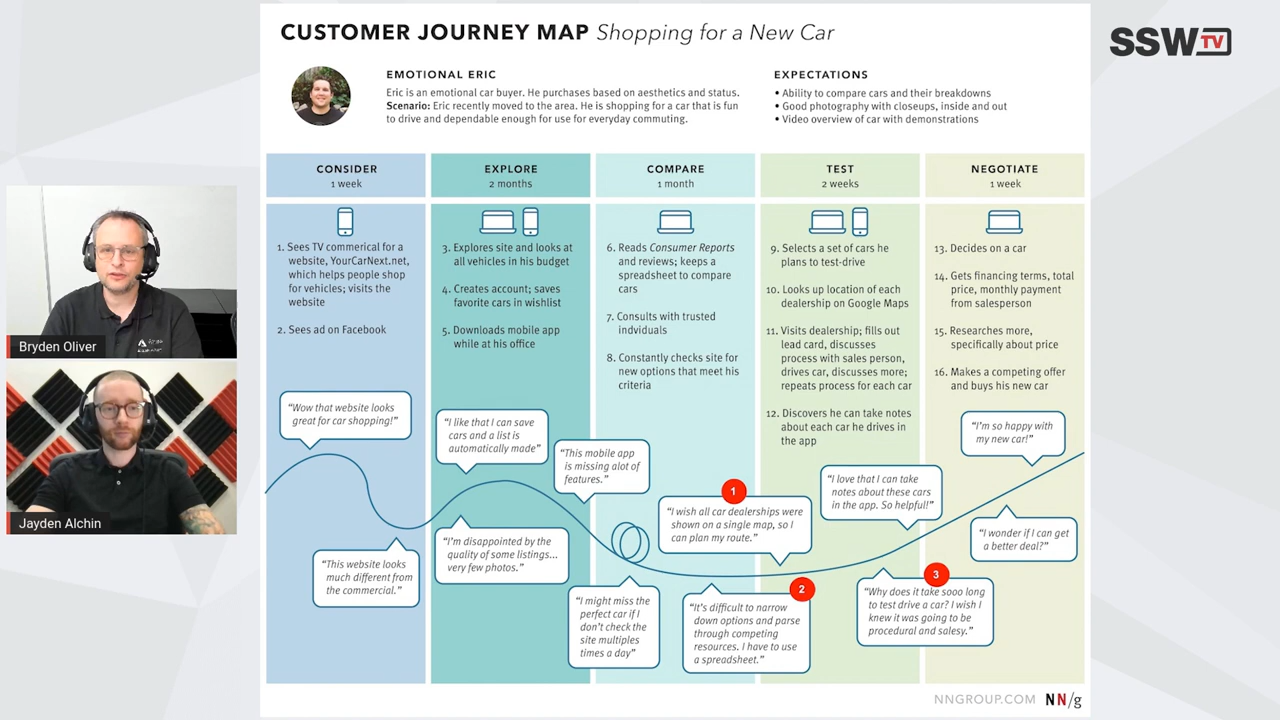 CUSTOMER JOURNEY MAP Shopping for a New Car
SSW TV
EMOTIONAL ERIC
Eric is an emotional car buyer. He purchases based on aesthetics and status.
Scenario: Eric recently moved to the area. He is shopping for a car that is fun
to drive and dependable enough for use for everyday commuting.
EXPECTATIONS
• Ability to compare cars and their breakdowns
• Good photography with closeups, inside and out
• Video overview of car with demonstrations
CONSIDER
1 week
EXPLORE
2 months
COMPARE
1 month
TEST
2 weeks
NEGOTIATE
1 week
1. Sees TV commerical for a
website, YourCarNext.net,
which helps people shop
for vehicles; visits the
website
2. Sees ad on Facebook
3. Explores site and looks at
all vehicles in his budget
4. Creates account; saves
favorite cars in wishlist
5. Downloads mobile app
while at his office
6. Reads Consumer Reports
and reviews; keeps a
spreadsheet to compare
cars
7. Consults with trusted
indviduals
8. Constantly checks site for
new options that meet his
criteria
9. Selects a set of cars he
plans to test-drive
10. Looks up location of each
dealership on Google Maps
11. Visits dealership; fills out
lead card, discusses
process with sales person,
drives car, discusses more;
repeats process for each car
12. Discovers he can take notes
about each car he drives in
the app
13. Decides on a car
14. Gets financing terms, total
price, monthly payment
from salesperson
15. Researches more,
specifically about price
16. Makes a competing offer
and buys his new car
“Wow that website looks
great for car shopping!”
“This website looks
much different from
the commercial.”
“I like that I can save
cars and a list is
automatically made”
“I'm disappointed by the
quality of some listings...
very few photos.”
“This mobile app
is missing alot of
features.”
“I might miss the
perfect car if I
don't check the
site multiples
times a day”
1
“I wish all car dealerships were
shown on a single map, so I
can plan my route.”
2
“It's difficult to narrow
down options and parse
through competing
resources. I have to use
a spreadsheet.”
“I love that I can take
notes about these cars
in the app. So helpful!”
3
“Why does it take sooo long
to test drive a car? I wish I
knew it was going to be
procedural and salesy.”
“I'm so happy with
my new car!”
“I wonder if I can get
a better deal?”
Bryden Oliver
Jayden Alchin
NNGROUP.COM NN/g